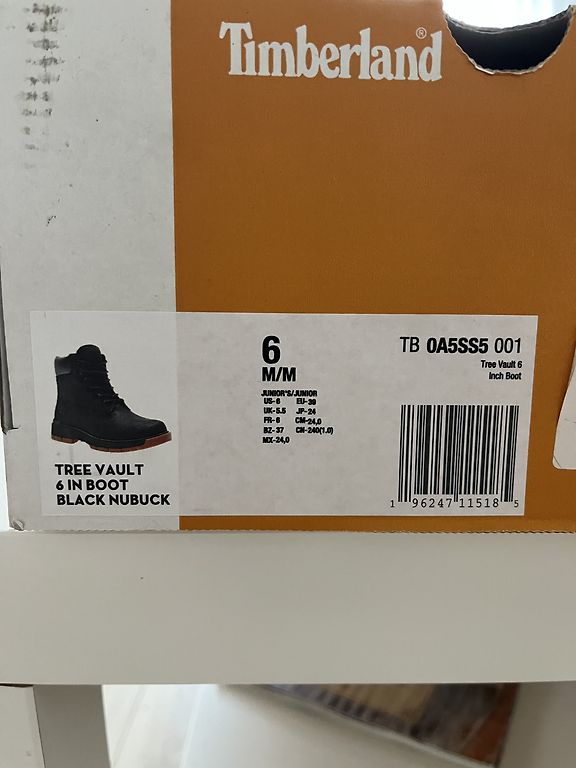 Timberland®
6
M/M
TB 0A5SS5 001
Tree Vault 6
Inch Boot
JUNIOR'S/JUNIOR
US-6 EU-39
UK-5.5 JP-24
FR-6 CM-24,0
BZ-37 CN-240(1.0)
MX-24,0
TREE VAULT
6 IN BOOT
BLACK NUBUCK
1 96247 11518 5